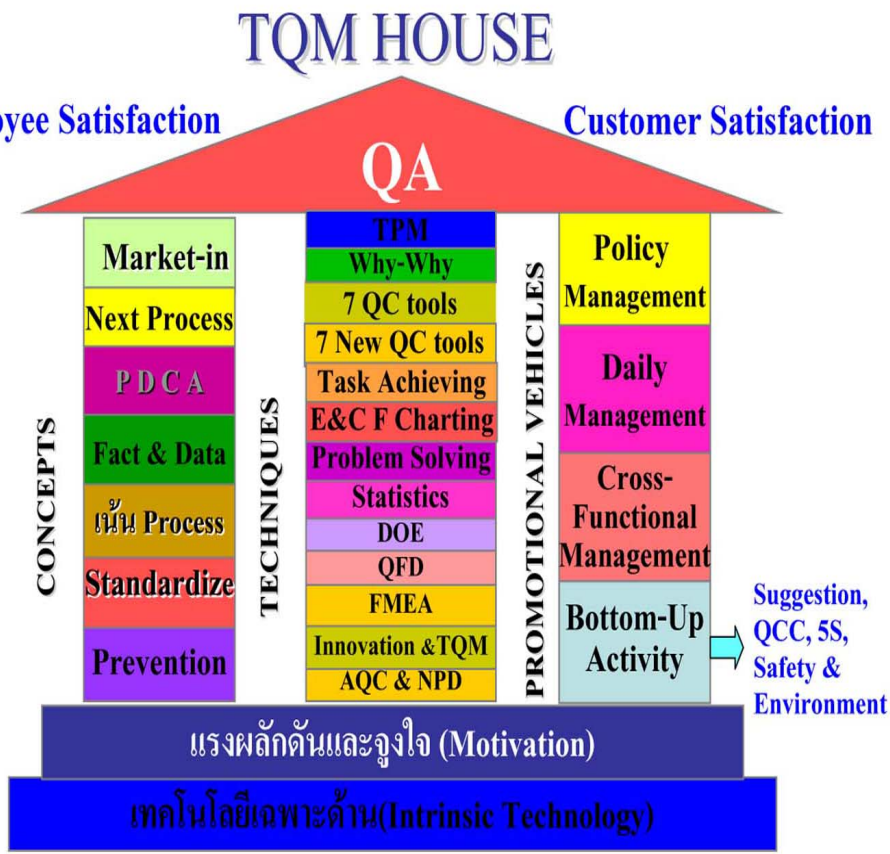 TQM HOUSE
oyee Satisfaction
Customer Satisfaction
QA
CONCEPTS
Market-in
Next Process
P D C A
Fact & Data
เน้น Process
Standardize
Prevention
TECHNIQUES
TPM
Why-Why
7 QC tools
7 New QC tools
Task Achieving
E&C F Charting
Problem Solving
Statistics
DOE
QFD
FMEA
Innovation &TQM
AQC & NPD
PROMOTIONAL VEHICLES
Policy
Management
Daily
Management
Cross-
Functional
Management
Bottom-Up
Activity
Suggestion,
QCC, 5S,
Safety &
Environment
แรงผลักดันและจูงใจ (Motivation)
เทคโนโลยีเฉพาะด้าน(Intrinsic Technology)